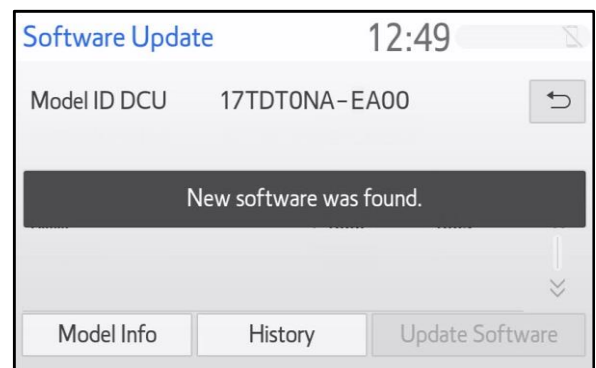 Software Update 12:49
Model ID DCU 17TDT0NA-EA00
New software was found.
Model Info History Update Software